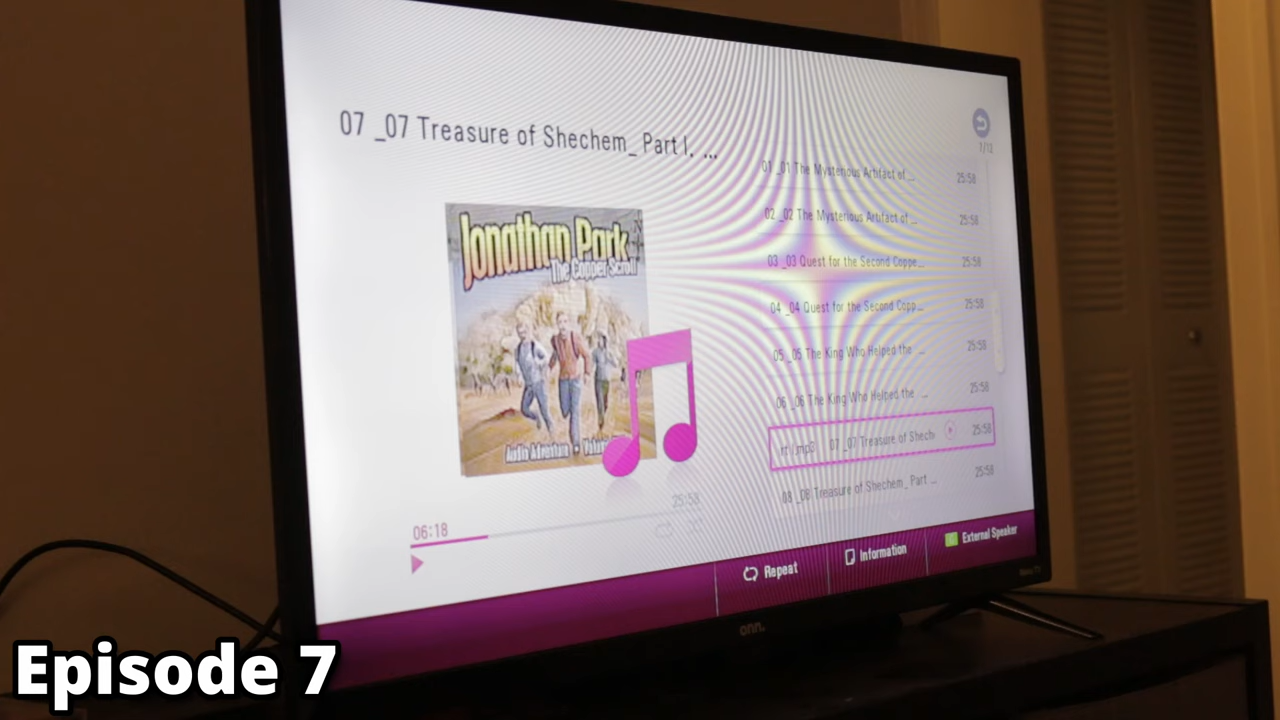 07 _07 Treasure of Shechem_ Part I. ...
7/12
01 _01 The Mysterious Artifact of ... 25:58
02 _02 The Mysterious Artifact of ... 25:58
03 _03 Quest for the Second Coppe... 25:58
04 _04 Quest for the Second Copp... 25:58
05 _05 The King Who Helped the ... 25:58
06 _06 The King Who Helped the ... 25:58
07 _07 Treasure of Shech 25:58
08 _08 Treasure of Shechem_ Part ... 25:58
Jonathan Park
The Copper Scroll
Audio Adventure •
06:18
25:58
Repeat
Information
External Speaker
onn.
Episode 7